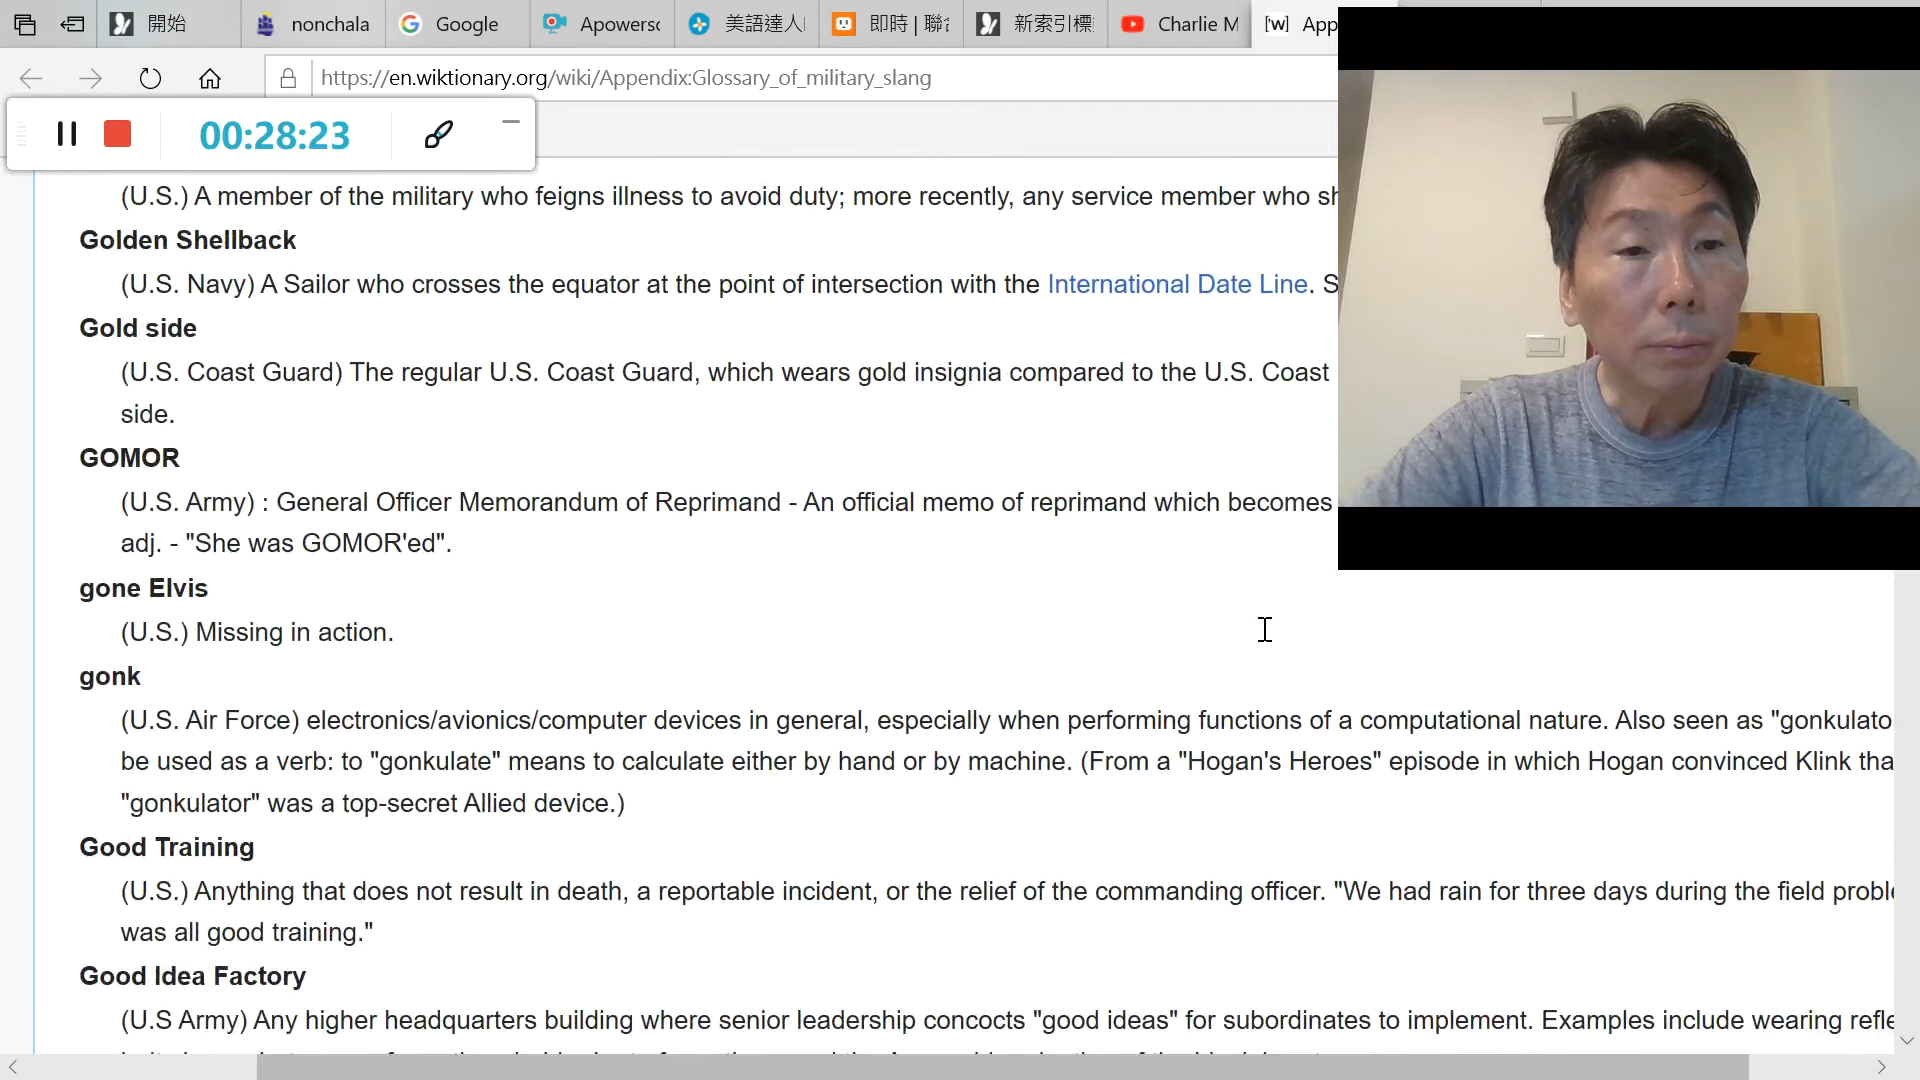 開始
nonchala
Google
Apowersc
美語達人
即時 | 聯合
新索引標
Charlie M
App
https://en.wiktionary.org/wiki/Appendix:Glossary_of_military_slang
00:28:23
(U.S.) A member of the military who feigns illness to avoid duty; more recently, any service member who sh
Golden Shellback
(U.S. Navy) A Sailor who crosses the equator at the point of intersection with the International Date Line. S
Gold side
(U.S. Coast Guard) The regular U.S. Coast Guard, which wears gold insignia compared to the U.S. Coast
side.
GOMOR
(U.S. Army) : General Officer Memorandum of Reprimand - An official memo of reprimand which becomes
adj. - "She was GOMOR'ed".
gone Elvis
(U.S.) Missing in action.
gonk
(U.S. Air Force) electronics/avionics/computer devices in general, especially when performing functions of a computational nature. Also seen as "gonkulato
be used as a verb: to "gonkulate" means to calculate either by hand or by machine. (From a "Hogan's Heroes" episode in which Hogan convinced Klink tha
"gonkulator" was a top-secret Allied device.)
Good Training
(U.S.) Anything that does not result in death, a reportable incident, or the relief of the commanding officer. "We had rain for three days during the field proble
was all good training."
Good Idea Factory
(U.S Army) Any higher headquarters building where senior leadership concocts "good ideas" for subordinates to implement. Examples include wearing refle